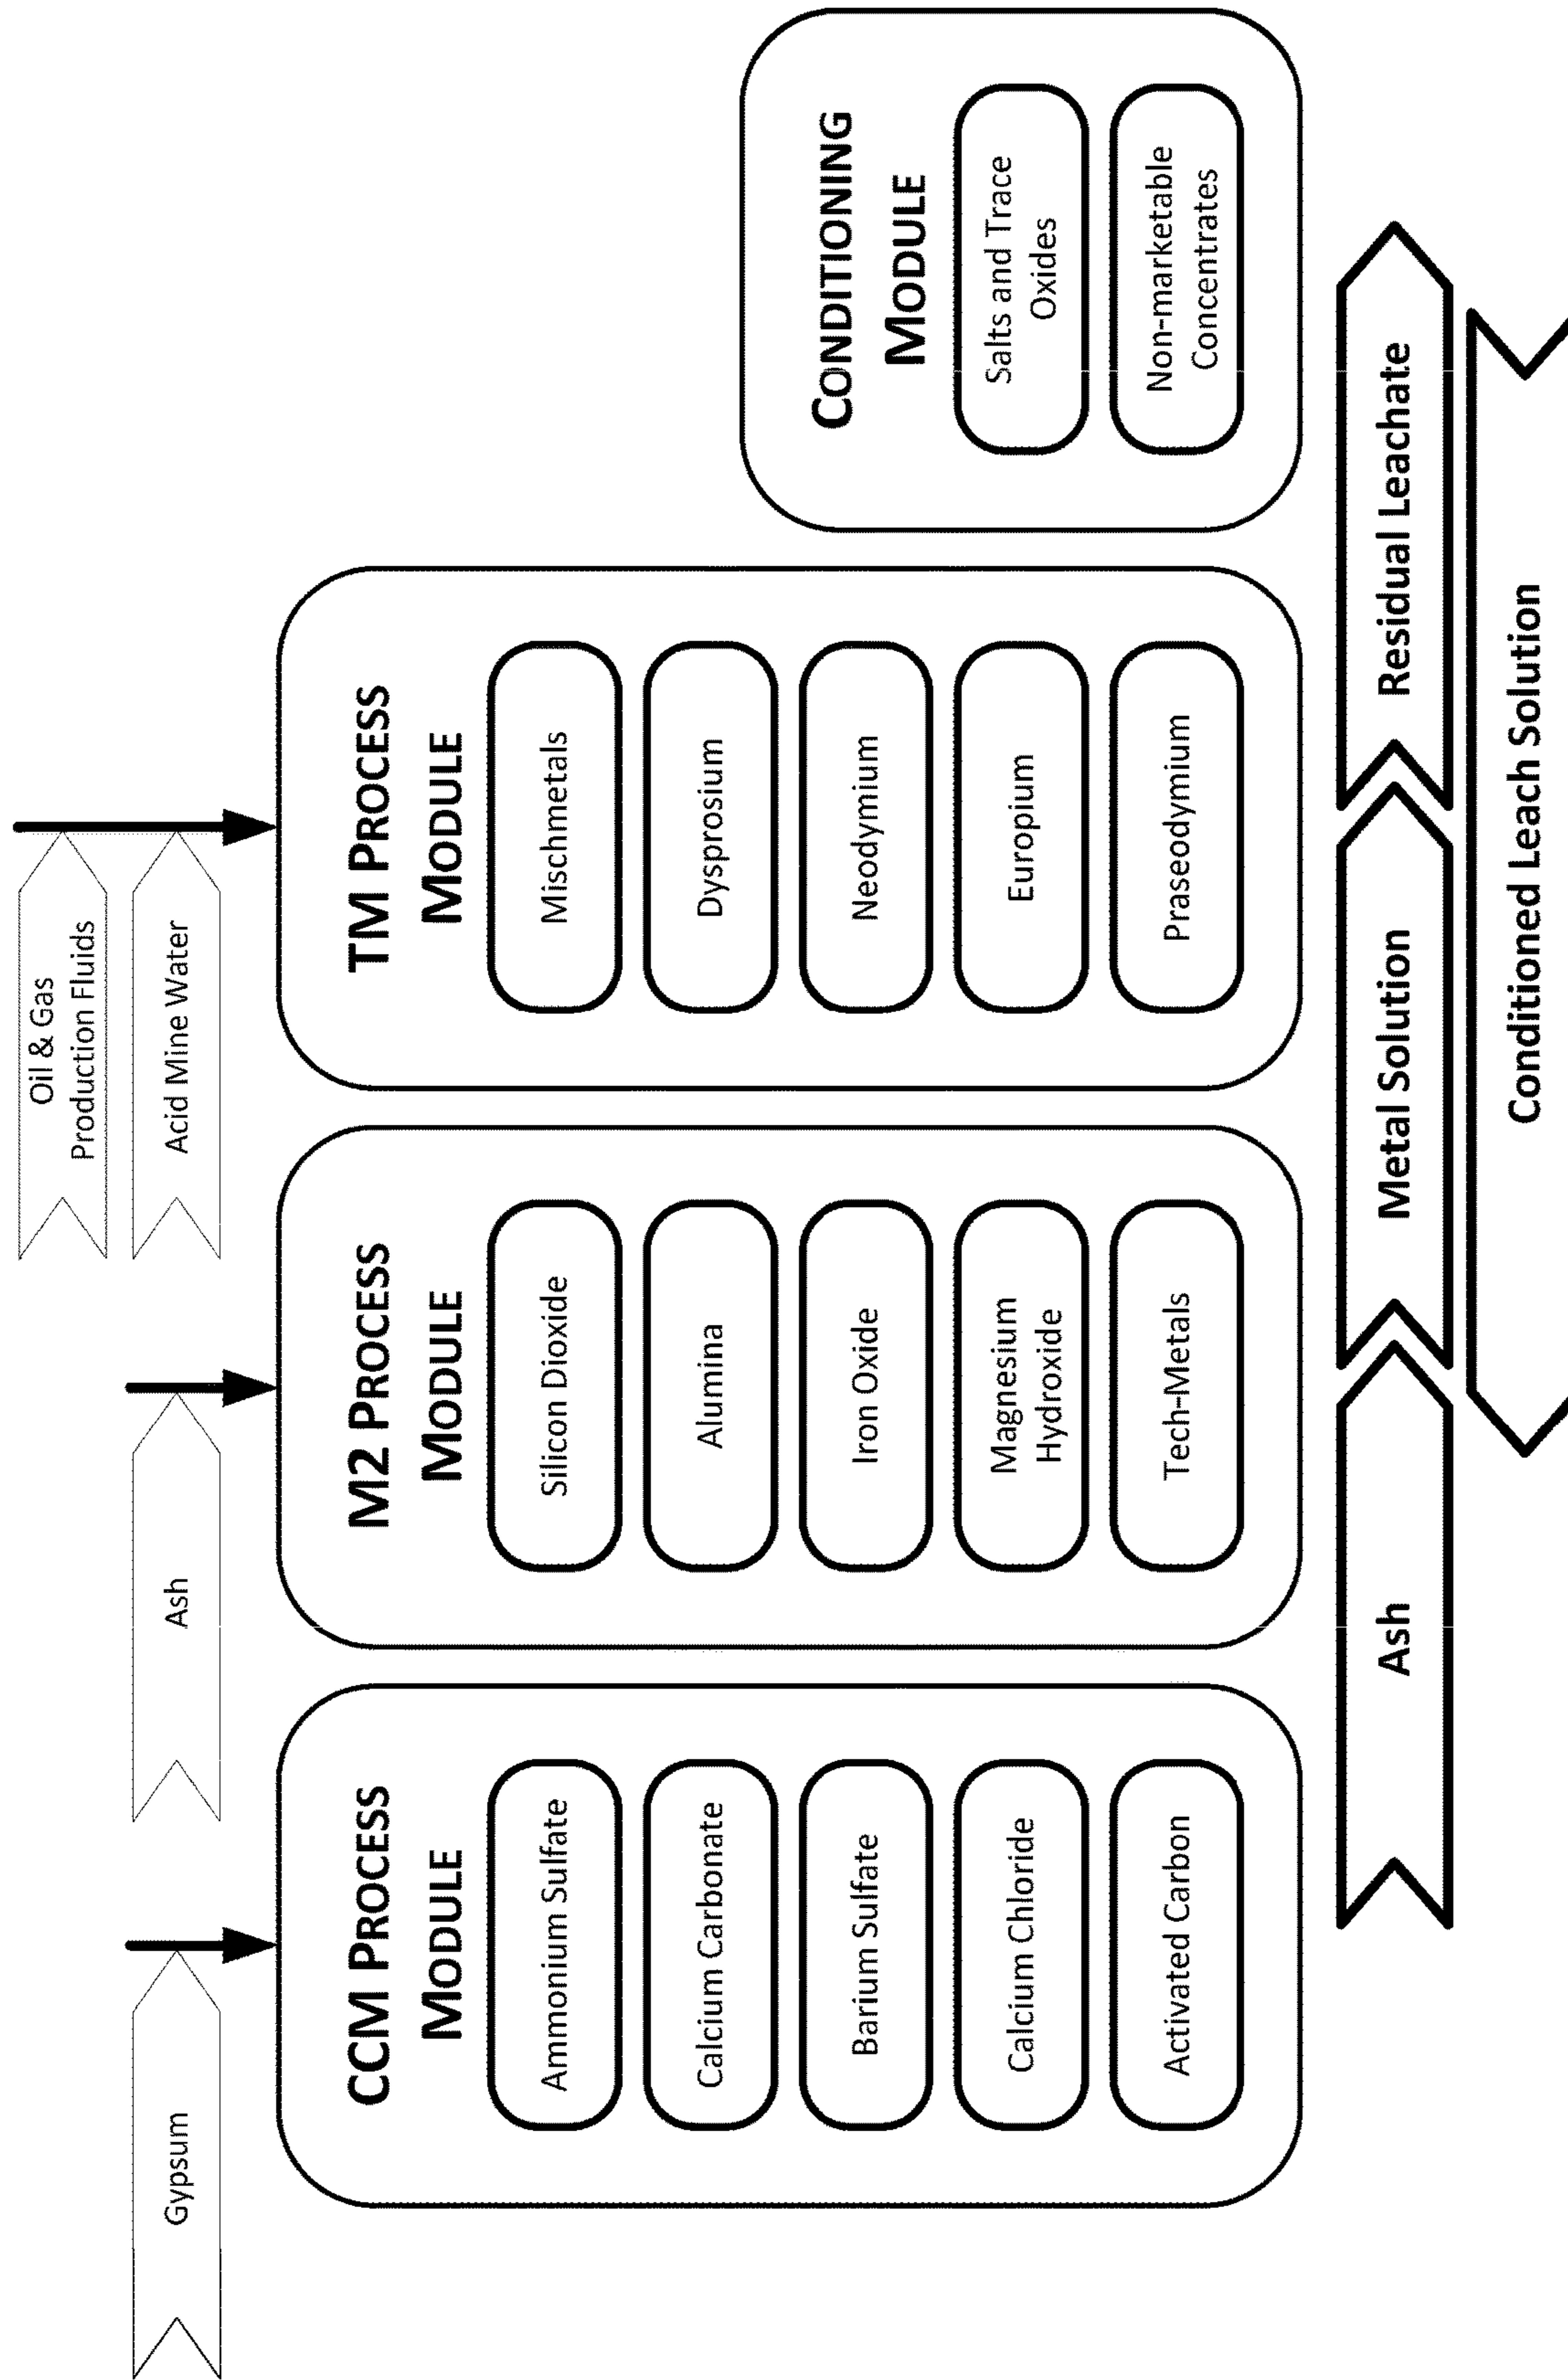 Oil & Gas
Production Fluids
Gypsum
Ash
Acid Mine Water
CCM PROCESS
MODULE
Ammonium Sulfate
Calcium Carbonate
Barium Sulfate
Calcium Chloride
Activated Carbon
M2 PROCESS
MODULE
Silicon Dioxide
Alumina
Iron Oxide
Magnesium
Hydroxide
Tech-Metals
TM PROCESS
MODULE
Mischmetals
Dysprosium
Neodymium
Europium
Praseodymium
CONDITIONING
MODULE
Salts and Trace
Oxides
Non-marketable
Concentrates
Ash
Metal Solution
Residual Leachate
Conditioned Leach Solution